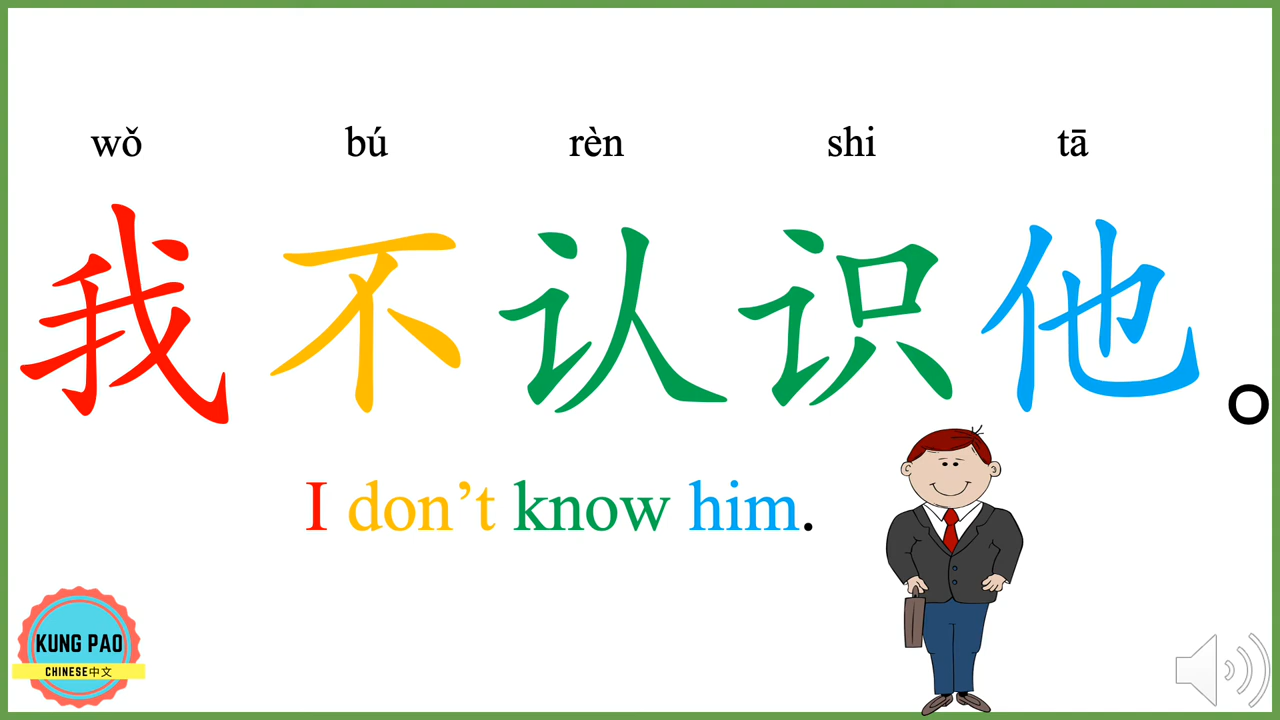 wǒ bú rèn shi tā
我不认识他。
I don’t know him.
KUNG PAO
CHINESE中文